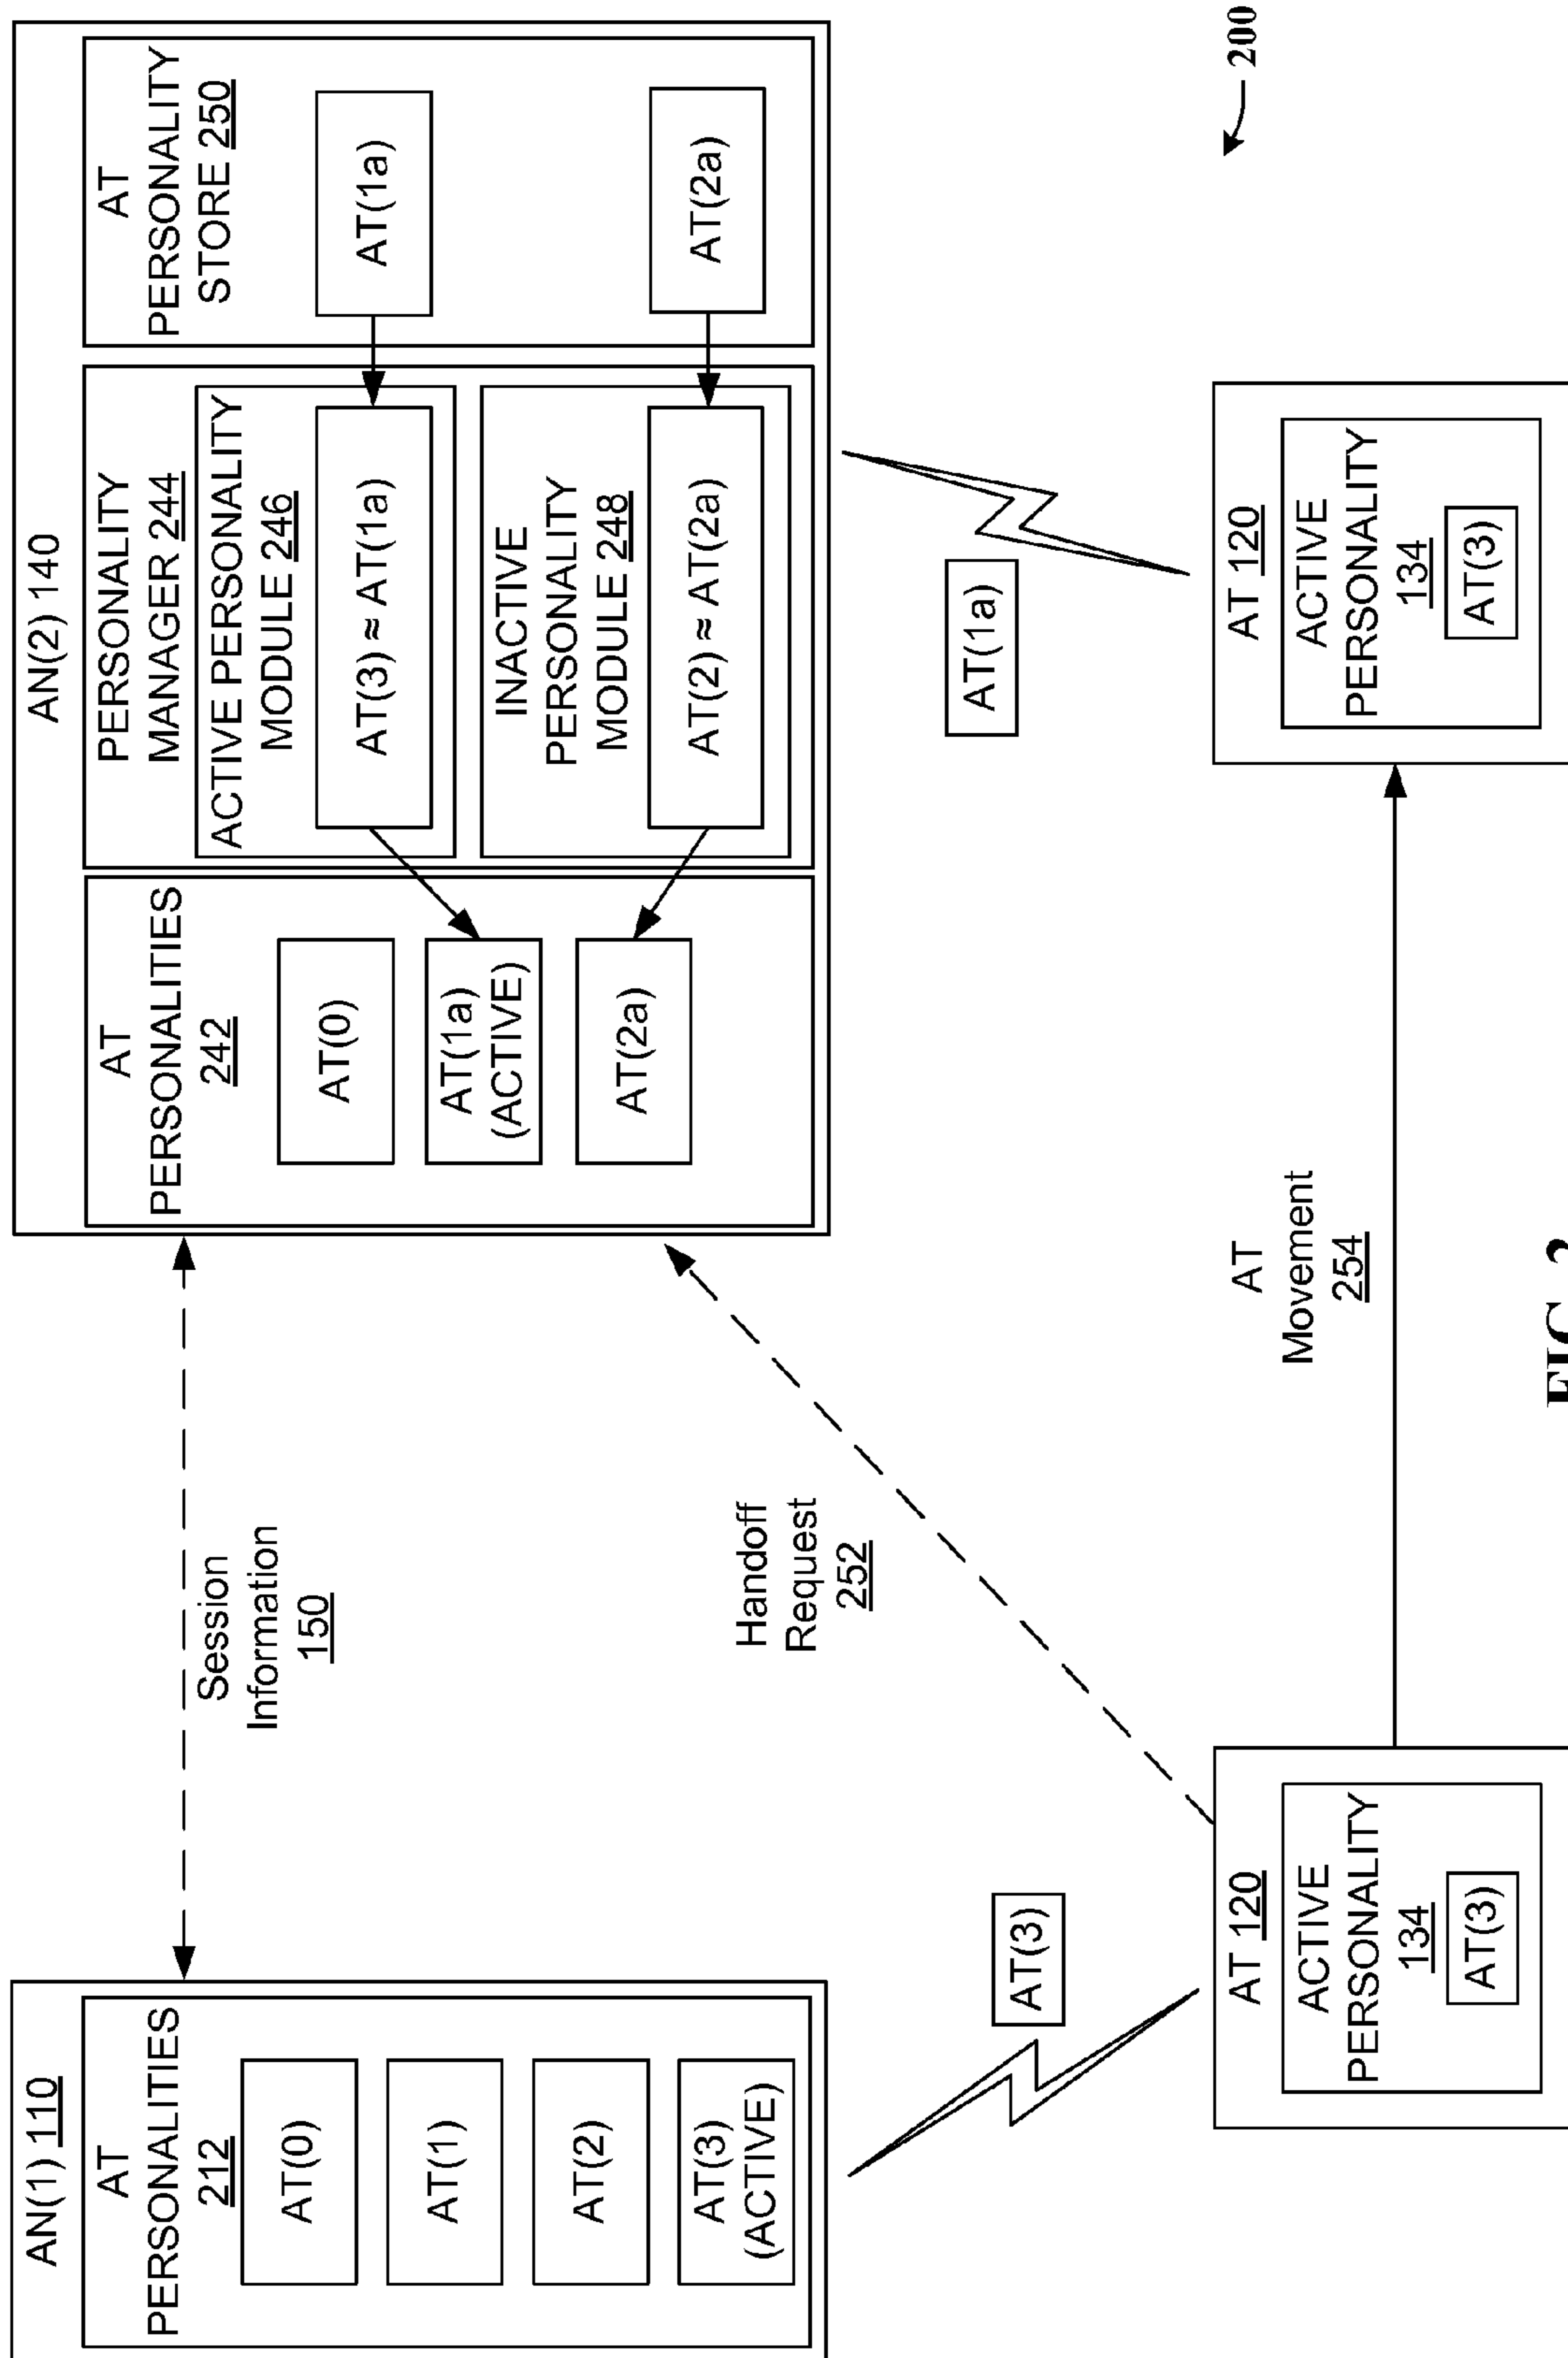 AN(1) 110
AT
PERSONALITIES
212
AT(0)
AT(1)
AT(2)
AT(3)
(ACTIVE)
Session
Information
150
AN(2) 140
AT
PERSONALITIES
242
AT(0)
AT(1a)
(ACTIVE)
AT(2a)
PERSONALITY
MANAGER 244
ACTIVE PERSONALITY
MODULE 246
AT(3) ≈ AT(1a)
INACTIVE
PERSONALITY
MODULE 248
AT(2) ≈ AT(2a)
AT
PERSONALITY
STORE 250
AT(1a)
AT(2a)
Handoff
Request
252
AT(3)
AT(1a)
AT 120
ACTIVE
PERSONALITY
134
AT(3)
AT
Movement
254
AT 120
ACTIVE
PERSONALITY
134
AT(3)
200